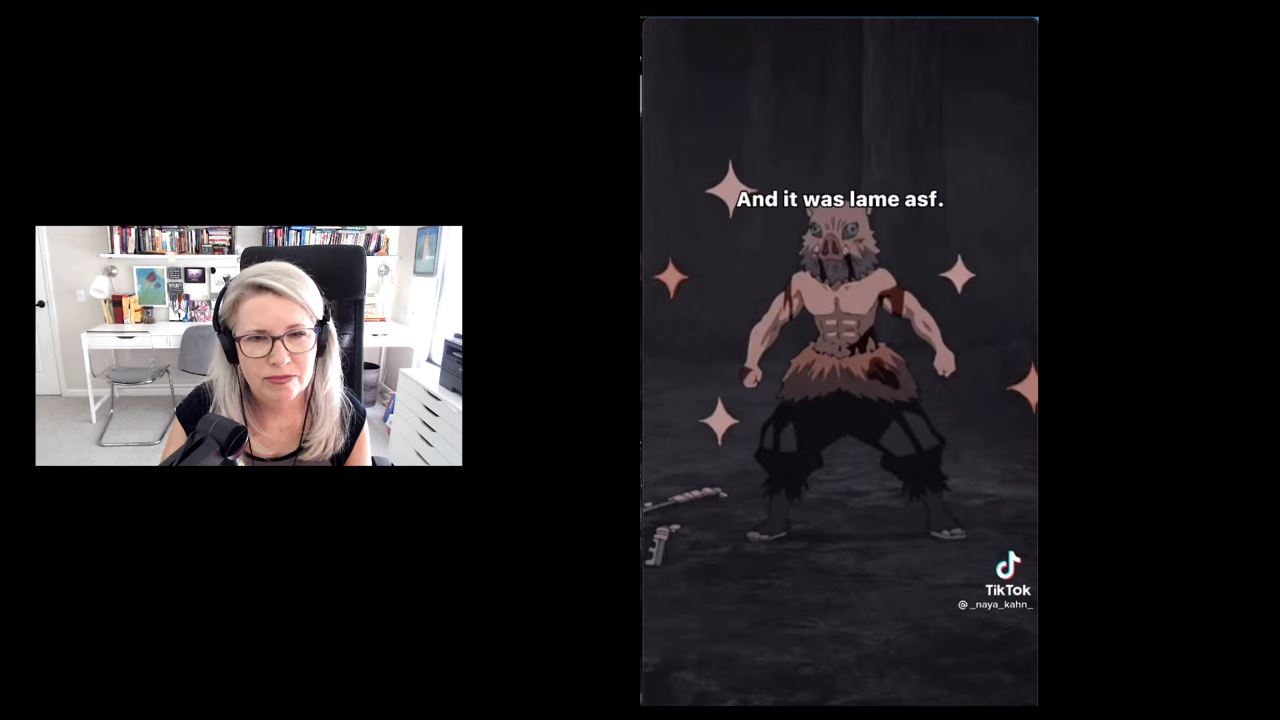 And it was lame asf.
TikTok
@ _naya_kahn_